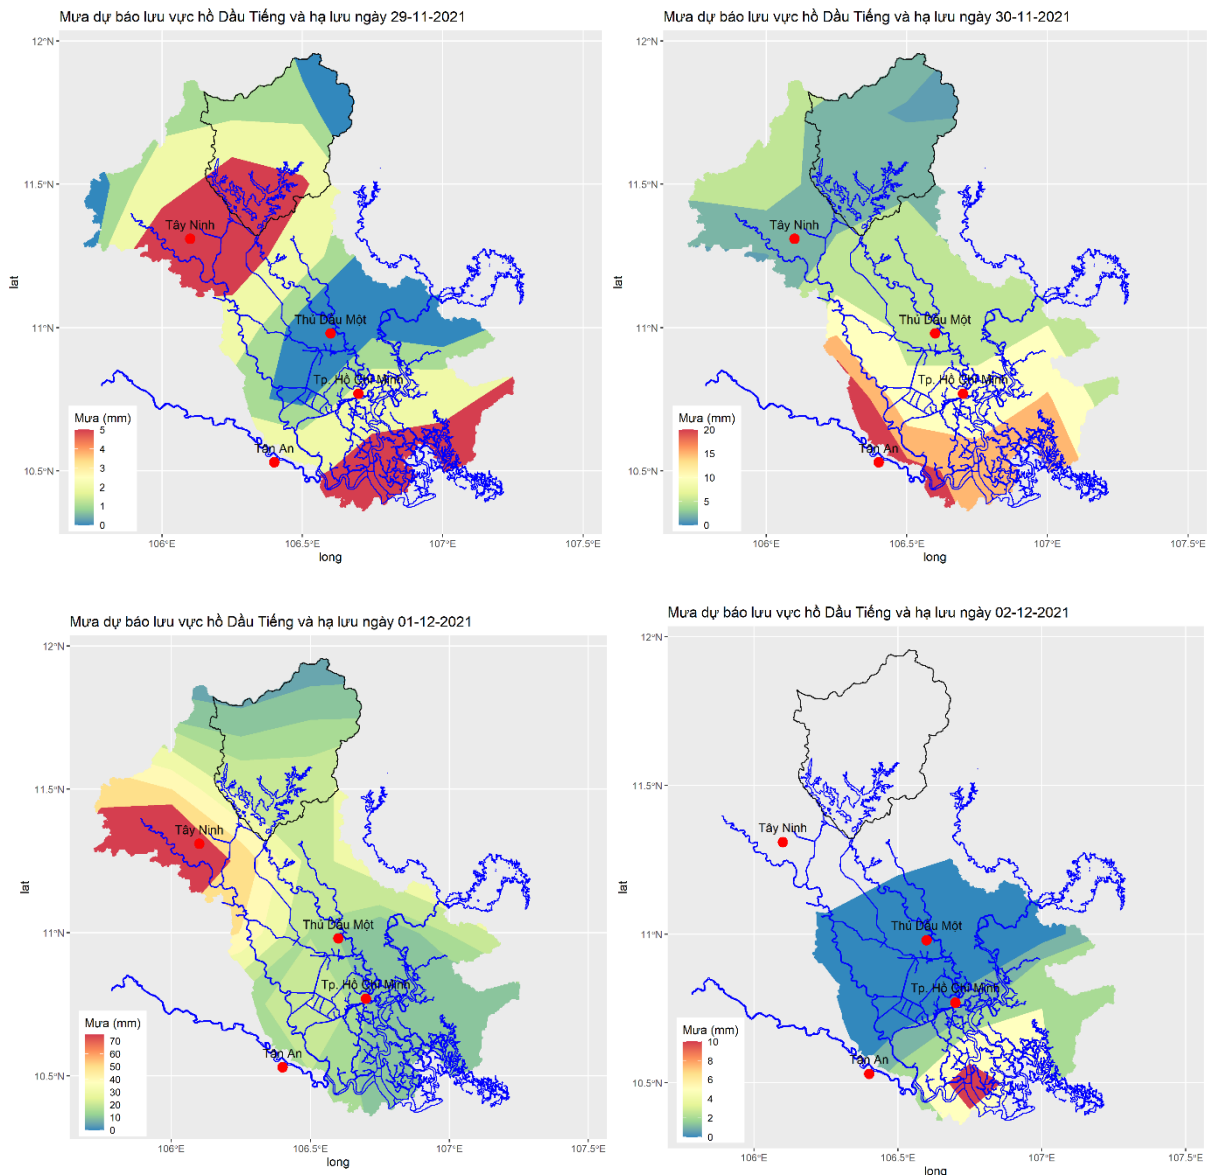 Mưa dự báo lưu vực hồ Dầu Tiếng và hạ lưu ngày 29-11-2021
12°N
11.5°N
11°N
10.5°N
lat
Tây Ninh
Thủ Dầu Một
Tp. Hồ Chí Minh
Tân An
Mưa (mm)
5
4
3
2
1
0
106°E
106.5°E
107°E
107.5°E
long
Mưa dự báo lưu vực hồ Dầu Tiếng và hạ lưu ngày 30-11-2021
12°N
11.5°N
11°N
10.5°N
lat
Tây Ninh
Thủ Dầu Một
Tp. Hồ Chí Minh
Tân An
Mưa (mm)
20
15
10
5
0
106°E
106.5°E
107°E
107.5°E
long
Mưa dự báo lưu vực hồ Dầu Tiếng và hạ lưu ngày 01-12-2021
12°N
11.5°N
11°N
10.5°N
lat
Tây Ninh
Thủ Dầu Một
Tp. Hồ Chí Minh
Tân An
Mưa (mm)
70
60
50
40
30
20
10
0
106°E
106.5°E
107°E
107.5°E
long
Mưa dự báo lưu vực hồ Dầu Tiếng và hạ lưu ngày 02-12-2021
12°N
11.5°N
11°N
10.5°N
lat
Tây Ninh
Thủ Dầu Một
Tp. Hồ Chí Minh
Tân An
Mưa (mm)
10
8
6
4
2
0
106°E
106.5°E
107°E
107.5°E
long